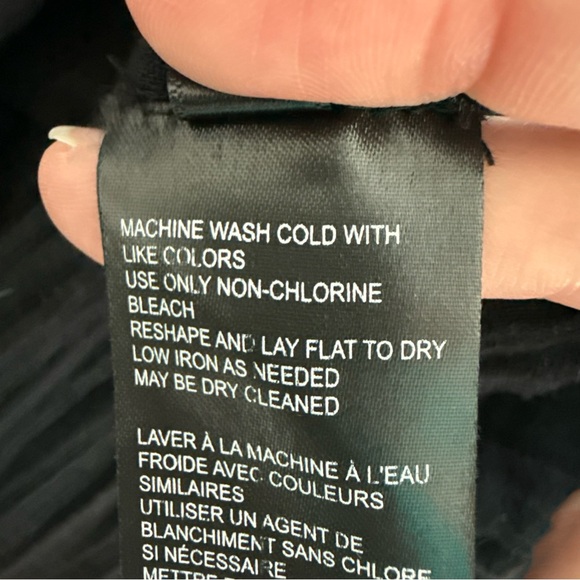 MACHINE WASH COLD WITH
LIKE COLORS
USE ONLY NON-CHLORINE
BLEACH
RESHAPE AND LAY FLAT TO DRY
LOW IRON AS NEEDED
MAY BE DRY CLEANED
LAVER À LA MACHINE À L'EAU
FROIDE AVEC COULEURS
SIMILAIRES
UTILISER UN AGENT DE
BLANCHIMENT SANS CHLORE
SI NÉCESSAIRE
METTRE